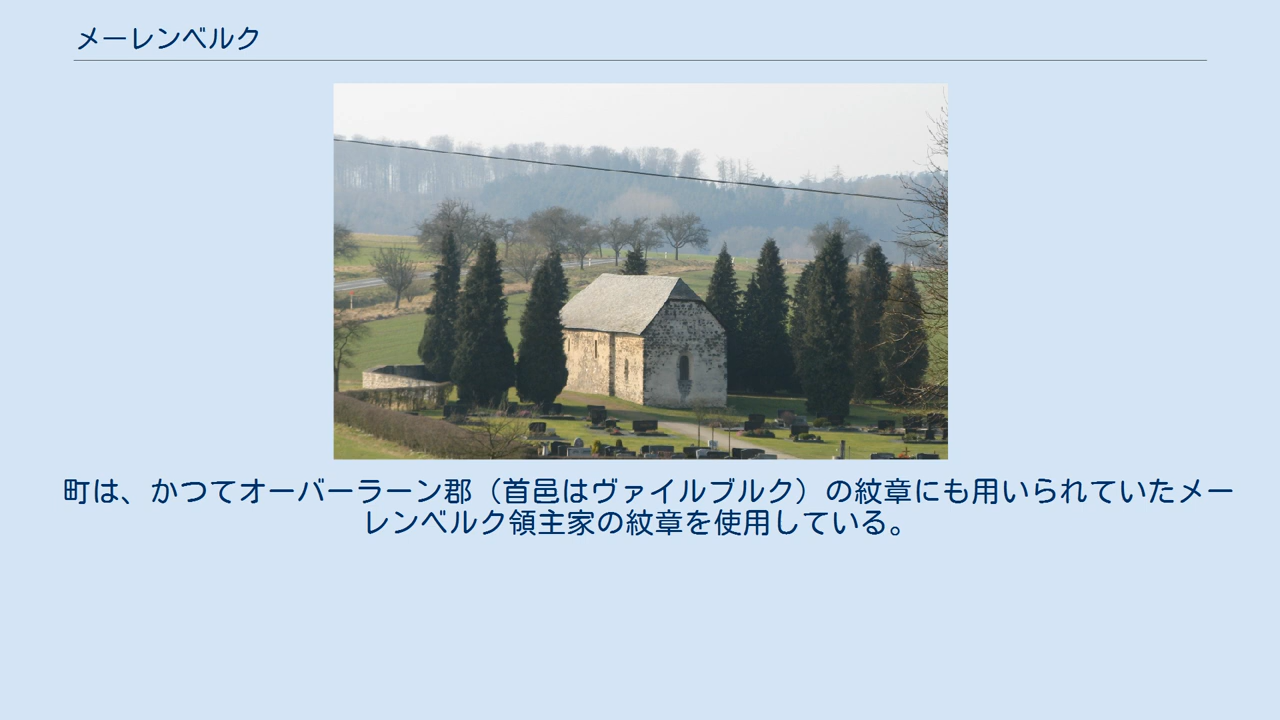 メーレンベルク
町は、かつてオーバーラーン郡（首邑はヴァイルブルク）の紋章にも用いられていたメー
レンベルク領主家の紋章を使用している。